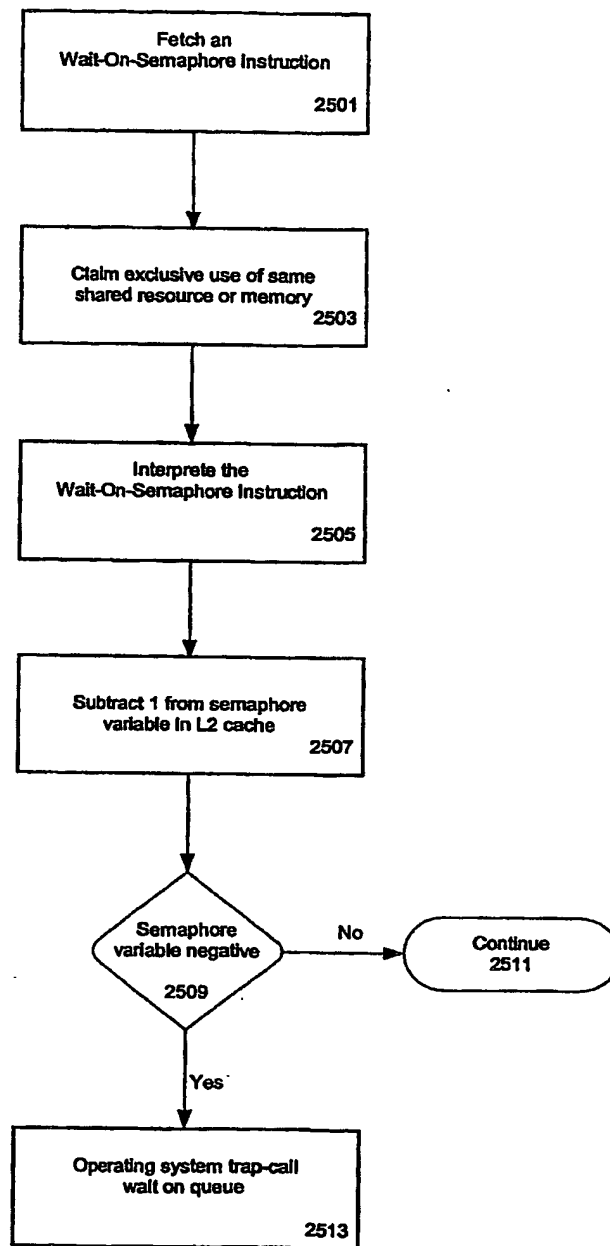 Fetch an
Wait-On-Semaphore Instruction
2501
Claim exclusive use of same
shared resource or memory
2503
Interprete the
Wait-On-Semaphore Instruction
2505
Subtract 1 from semaphore
variable in L2 cache
2507
Semaphore
variable negative
2509
No
Continue
2511
Yes
Operating system trap-call
wait on queue
2513